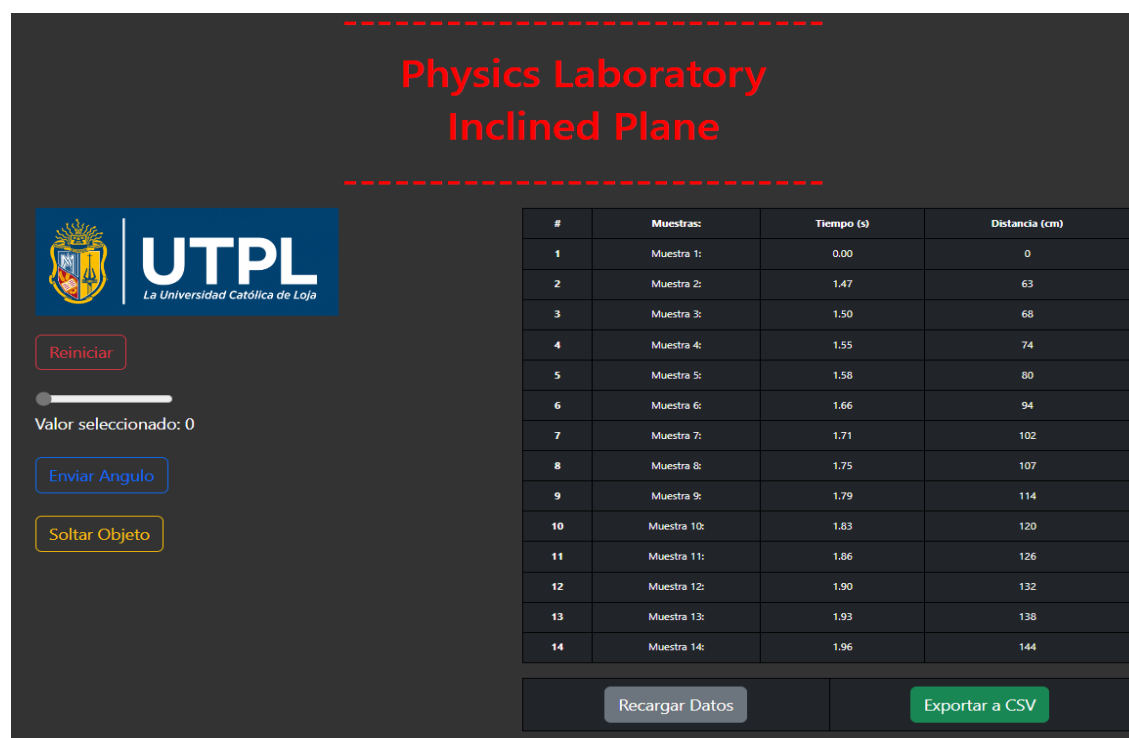 Physics Laboratory
Inclined Plane
UTPL
La Universidad Católica de Loja
Reiniciar
Valor seleccionado: 0
Enviar Angulo
Soltar Objeto
# Muestras: Tiempo (s) Distancia (cm)
1 Muestra 1: 0.00 0
2 Muestra 2: 1.47 63
3 Muestra 3: 1.50 68
4 Muestra 4: 1.55 74
5 Muestra 5: 1.58 80
6 Muestra 6: 1.66 94
7 Muestra 7: 1.71 102
8 Muestra 8: 1.75 107
9 Muestra 9: 1.79 114
10 Muestra 10: 1.83 120
11 Muestra 11: 1.86 126
12 Muestra 12: 1.90 132
13 Muestra 13: 1.93 138
14 Muestra 14: 1.96 144
Recargar Datos Exportar a CSV